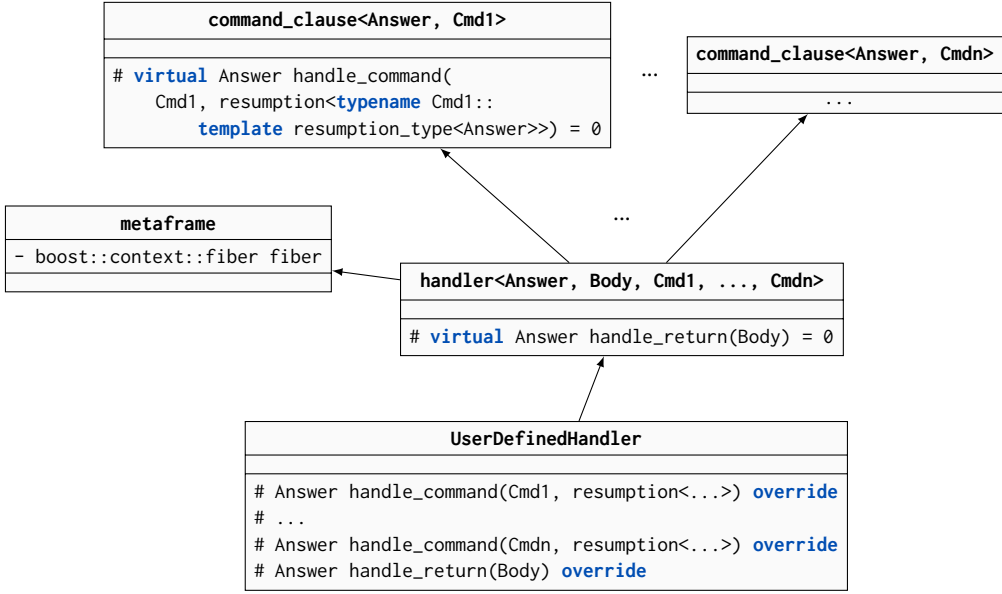 command_clause<Answer, Cmd1>
# virtual Answer handle_command(
Cmd1, resumption<typename Cmd1::
template resumption_type<Answer>>) = 0
...
command_clause<Answer, Cmdn>
...
...
metaframe
- boost::context::fiber fiber
handler<Answer, Body, Cmd1, ..., Cmdn>
# virtual Answer handle_return(Body) = 0
UserDefinedHandler
# Answer handle_command(Cmd1, resumption<...>) override
# ...
# Answer handle_command(Cmdn, resumption<...>) override
# Answer handle_return(Body) override